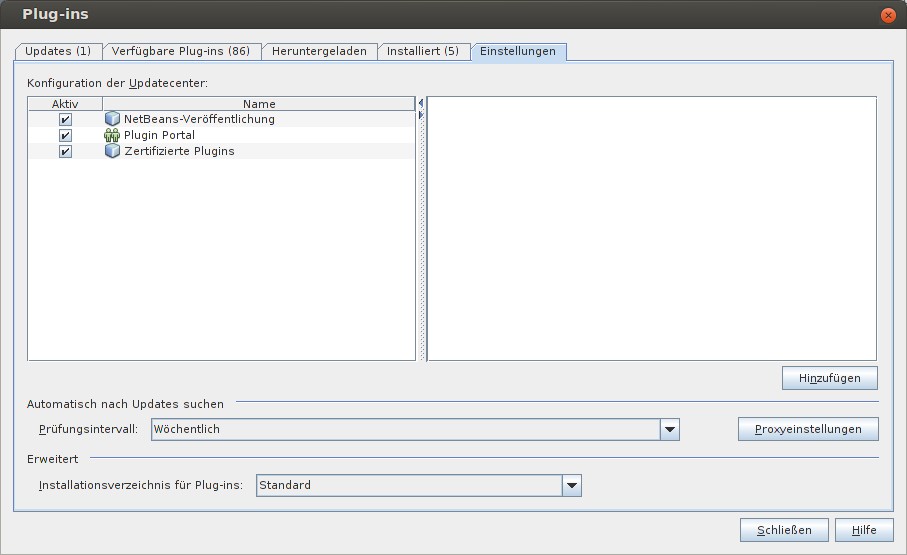 Plug-ins
Updates (1) Verfügbare Plug-ins (86) Heruntergeladen Installiert (5) Einstellungen
Konfiguration der Updatecenter:
Aktiv Name
NetBeans-Veröffentlichung
Plugin Portal
Zertifizierte Plugins
Hinzufügen
Automatisch nach Updates suchen
Prüfungsintervall: Wöchentlich Proxyeinstellungen
Erweitert
Installationsverzeichnis für Plug-ins: Standard
Schließen Hilfe